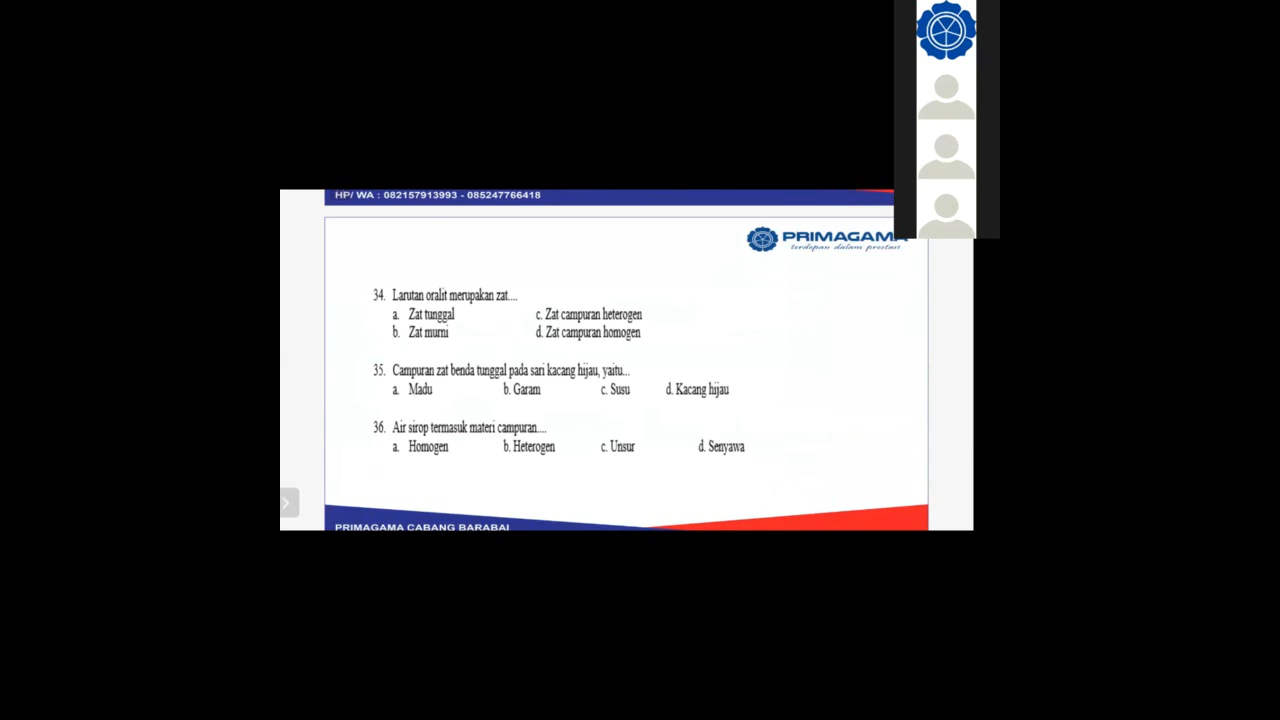 HP/ WA : 082157913993 - 085247766418
PRIMAGAMA
terdepan dalam prestasi
34. Larutan oralit merupakan zat....
a. Zat tunggal c. Zat campuran heterogen
b. Zat murni d. Zat campuran homogen
35. Campuran zat benda tunggal pada sari kacang hijau, yaitu...
a. Madu b. Garam c. Susu d. Kacang hijau
36. Air sirop termasuk materi campuran....
a. Homogen b. Heterogen c. Unsur d. Senyawa
PRIMAGAMA CABANG BARABAI